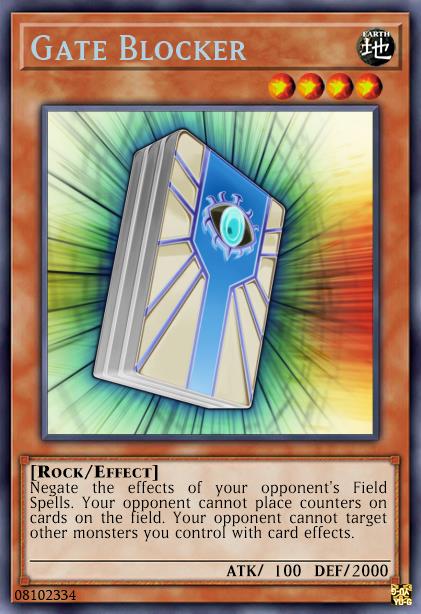 GATE BLOCKER
EARTH
地
[ROCK/EFFECT]
Negate the effects of your opponent's Field
Spells. Your opponent cannot place counters on
cards on the field. Your opponent cannot target
other monsters you control with card effects.
ATK/ 100 DEF/2000
08102334